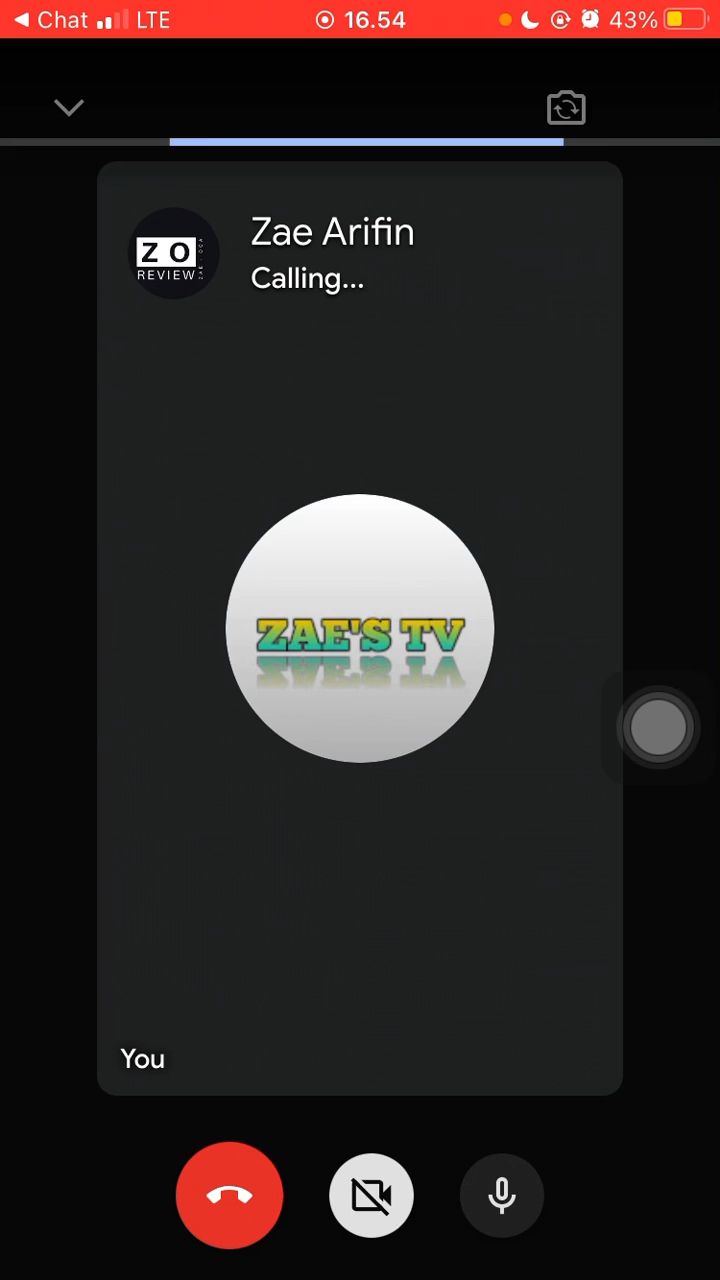 Chat LTE 16.54 43%
Zae Arifin
Calling...
Z O
REVIEW
ZAE'S TV
You